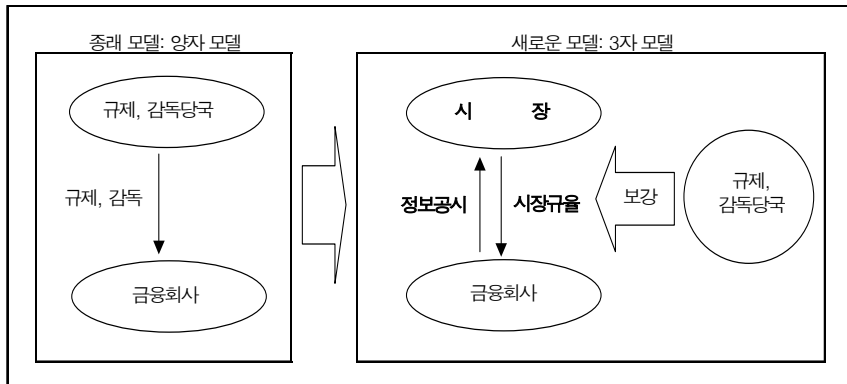 종래 모델: 양자 모델
규제, 감독당국
규제, 감독
금융회사
새로운 모델: 3자 모델
시 장
정보공시
시장규율
금융회사
보강
규제,
감독당국